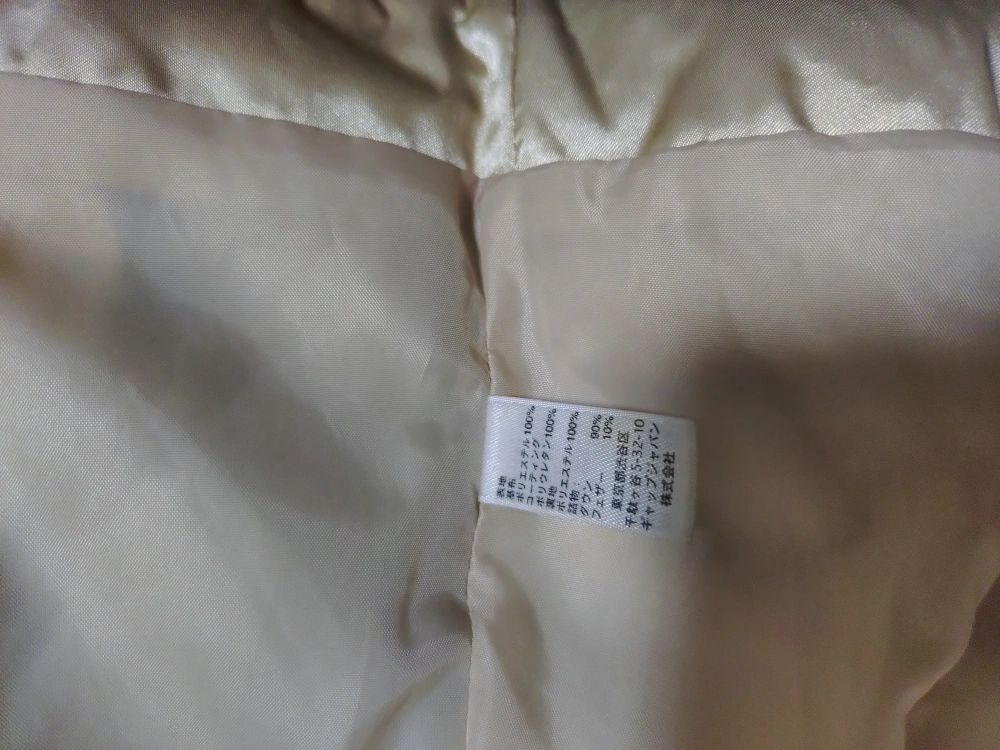 表地
基布
ポリエステル100%
コーティング
ポリウレタン100%
裏地
ポリエステル100%
詰物:
ダウン 90%
フェザー 10%
東京都渋谷区
千駄ヶ谷5-32-10
ギャップジャパン
株式会社